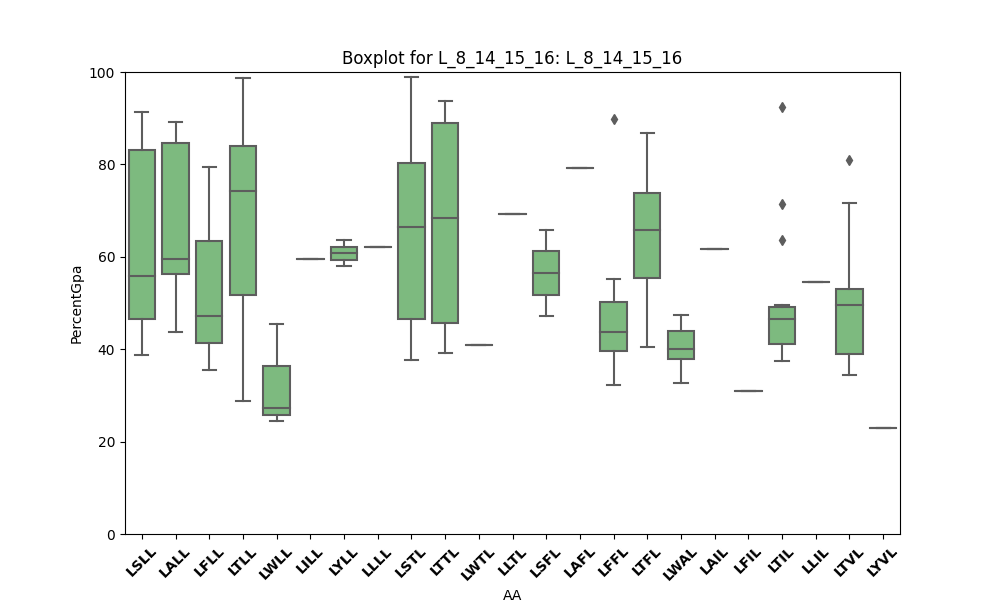 Boxplot for L_8_14_15_16: L_8_14_15_16
100
80
60
40
20
0
PercentGpa
LSLL LALL LFLL LTLL LWLL LILL LYLL LLLL LSTL LTTL LWTL LLTL LSFL LAFL LFFL LTFL LWAL LAIL LFIL LTIL LLIL LTVL LYVL
AA